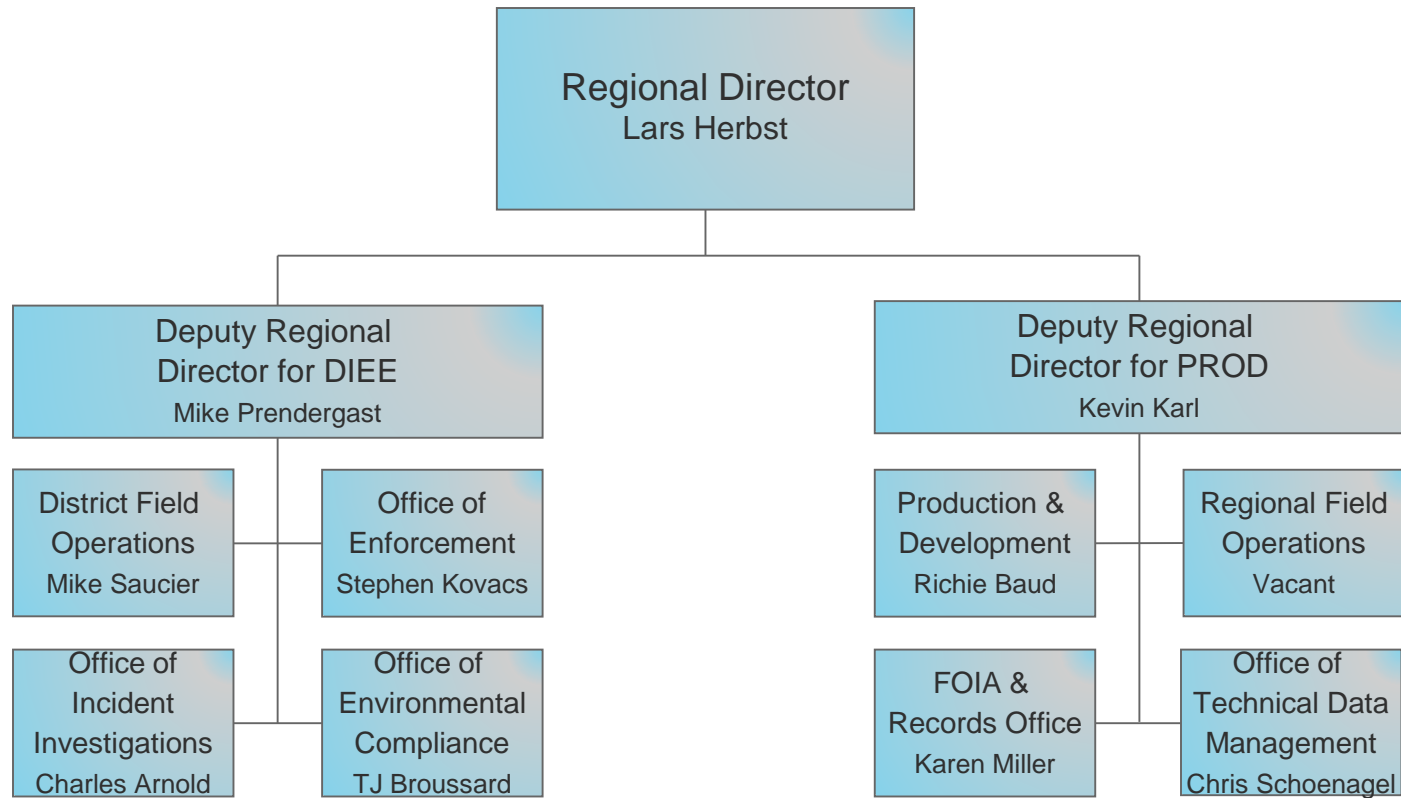 Regional Director
Lars Herbst
Deputy Regional
Director for DIEE
Mike Prendergast
Deputy Regional
Director for PROD
Kevin Karl
District Field
Operations
Mike Saucier
Office of
Enforcement
Stephen Kovacs
Production &
Development
Richie Baud
Regional Field
Operations
Vacant
Office of
Incident
Investigations
Charles Arnold
Office of
Environmental
Compliance
TJ Broussard
FOIA &
Records Office
Karen Miller
Office of
Technical Data
Management
Chris Schoenagel